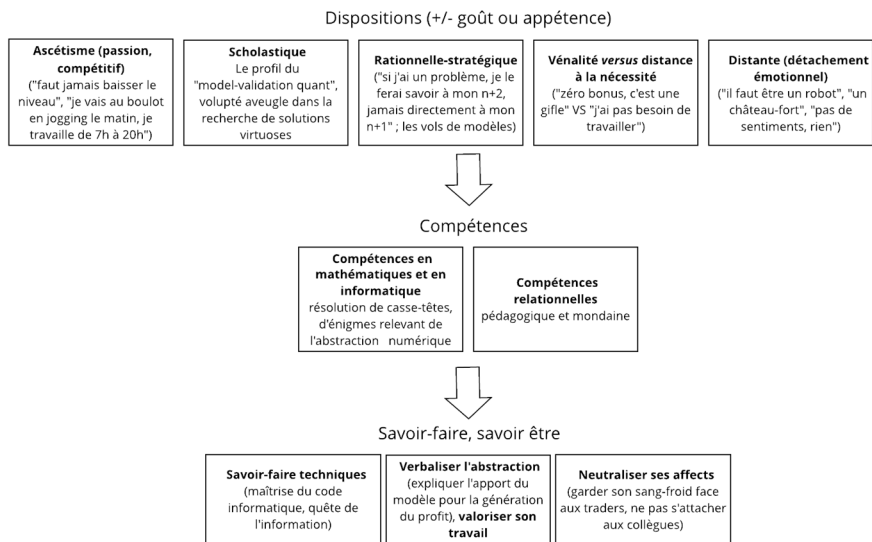 Dispositions (+/- goût ou appétence)
Ascétisme (passion,
compétitif)
("faut jamais baisser le
niveau", "je vais au boulot
en jogging le matin, je
travaille de 7h à 20h")
Scholastique
Le profil du
"model-validation quant",
volupté aveugle dans la
recherche de solutions
virtuoses
Rationnelle-stratégique
("si j'ai un problème, je le
ferai savoir à mon n+2,
jamais directement à mon
n+1" ; les vols de modèles)
Vénalité versus distance
à la nécessité
("zéro bonus, c'est une
gifle" VS "j'ai pas besoin de
travailler")
Distante (détachement
émotionnel)
("il faut être un robot", "un
château-fort", "pas de
sentiments, rien")
Compétences
Compétences en
mathématiques et en
informatique
résolution de casse-têtes,
d'énigmes relevant de
l'abstraction numérique
Compétences
relationnelles
pédagogique et mondaine
Savoir-faire, savoir être
Savoir-faire techniques
(maîtrise du code
informatique, quête de
l'information)
Verbaliser l'abstraction
(expliquer l'apport du
modèle pour la génération
du profit), valoriser son
travail
Neutraliser ses affects
(garder son sang-froid face
aux traders, ne pas s'attacher
aux collègues)